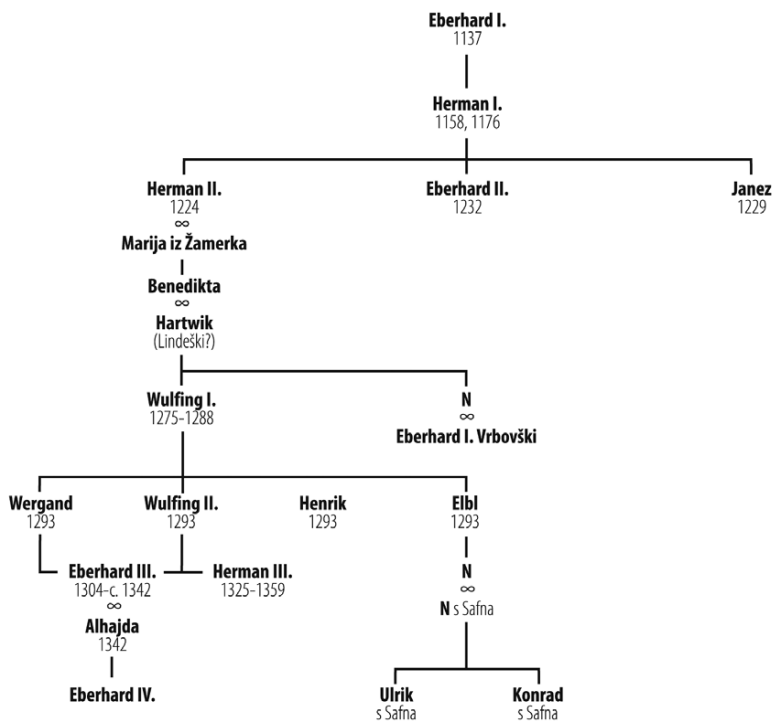 Eberhard I.
1137
Herman I.
1158, 1176
Herman II.
1224
∞
Marija iz Žamerka
Benedikta
∞
Hartwik
(Lindeški?)
Eberhard II.
1232
Janez
1229
Wulfing I.
1275-1288
N
∞
Eberhard I. Vrbovški
Wergand
1293
Wulfing II.
1293
Henrik
1293
Elbl
1293
Eberhard III.
1304-c. 1342
∞
Alhajda
1342
Eberhard IV.
Herman III.
1325-1359
N
∞
N s Safna
Ulrik
s Safna
Konrad
s Safna